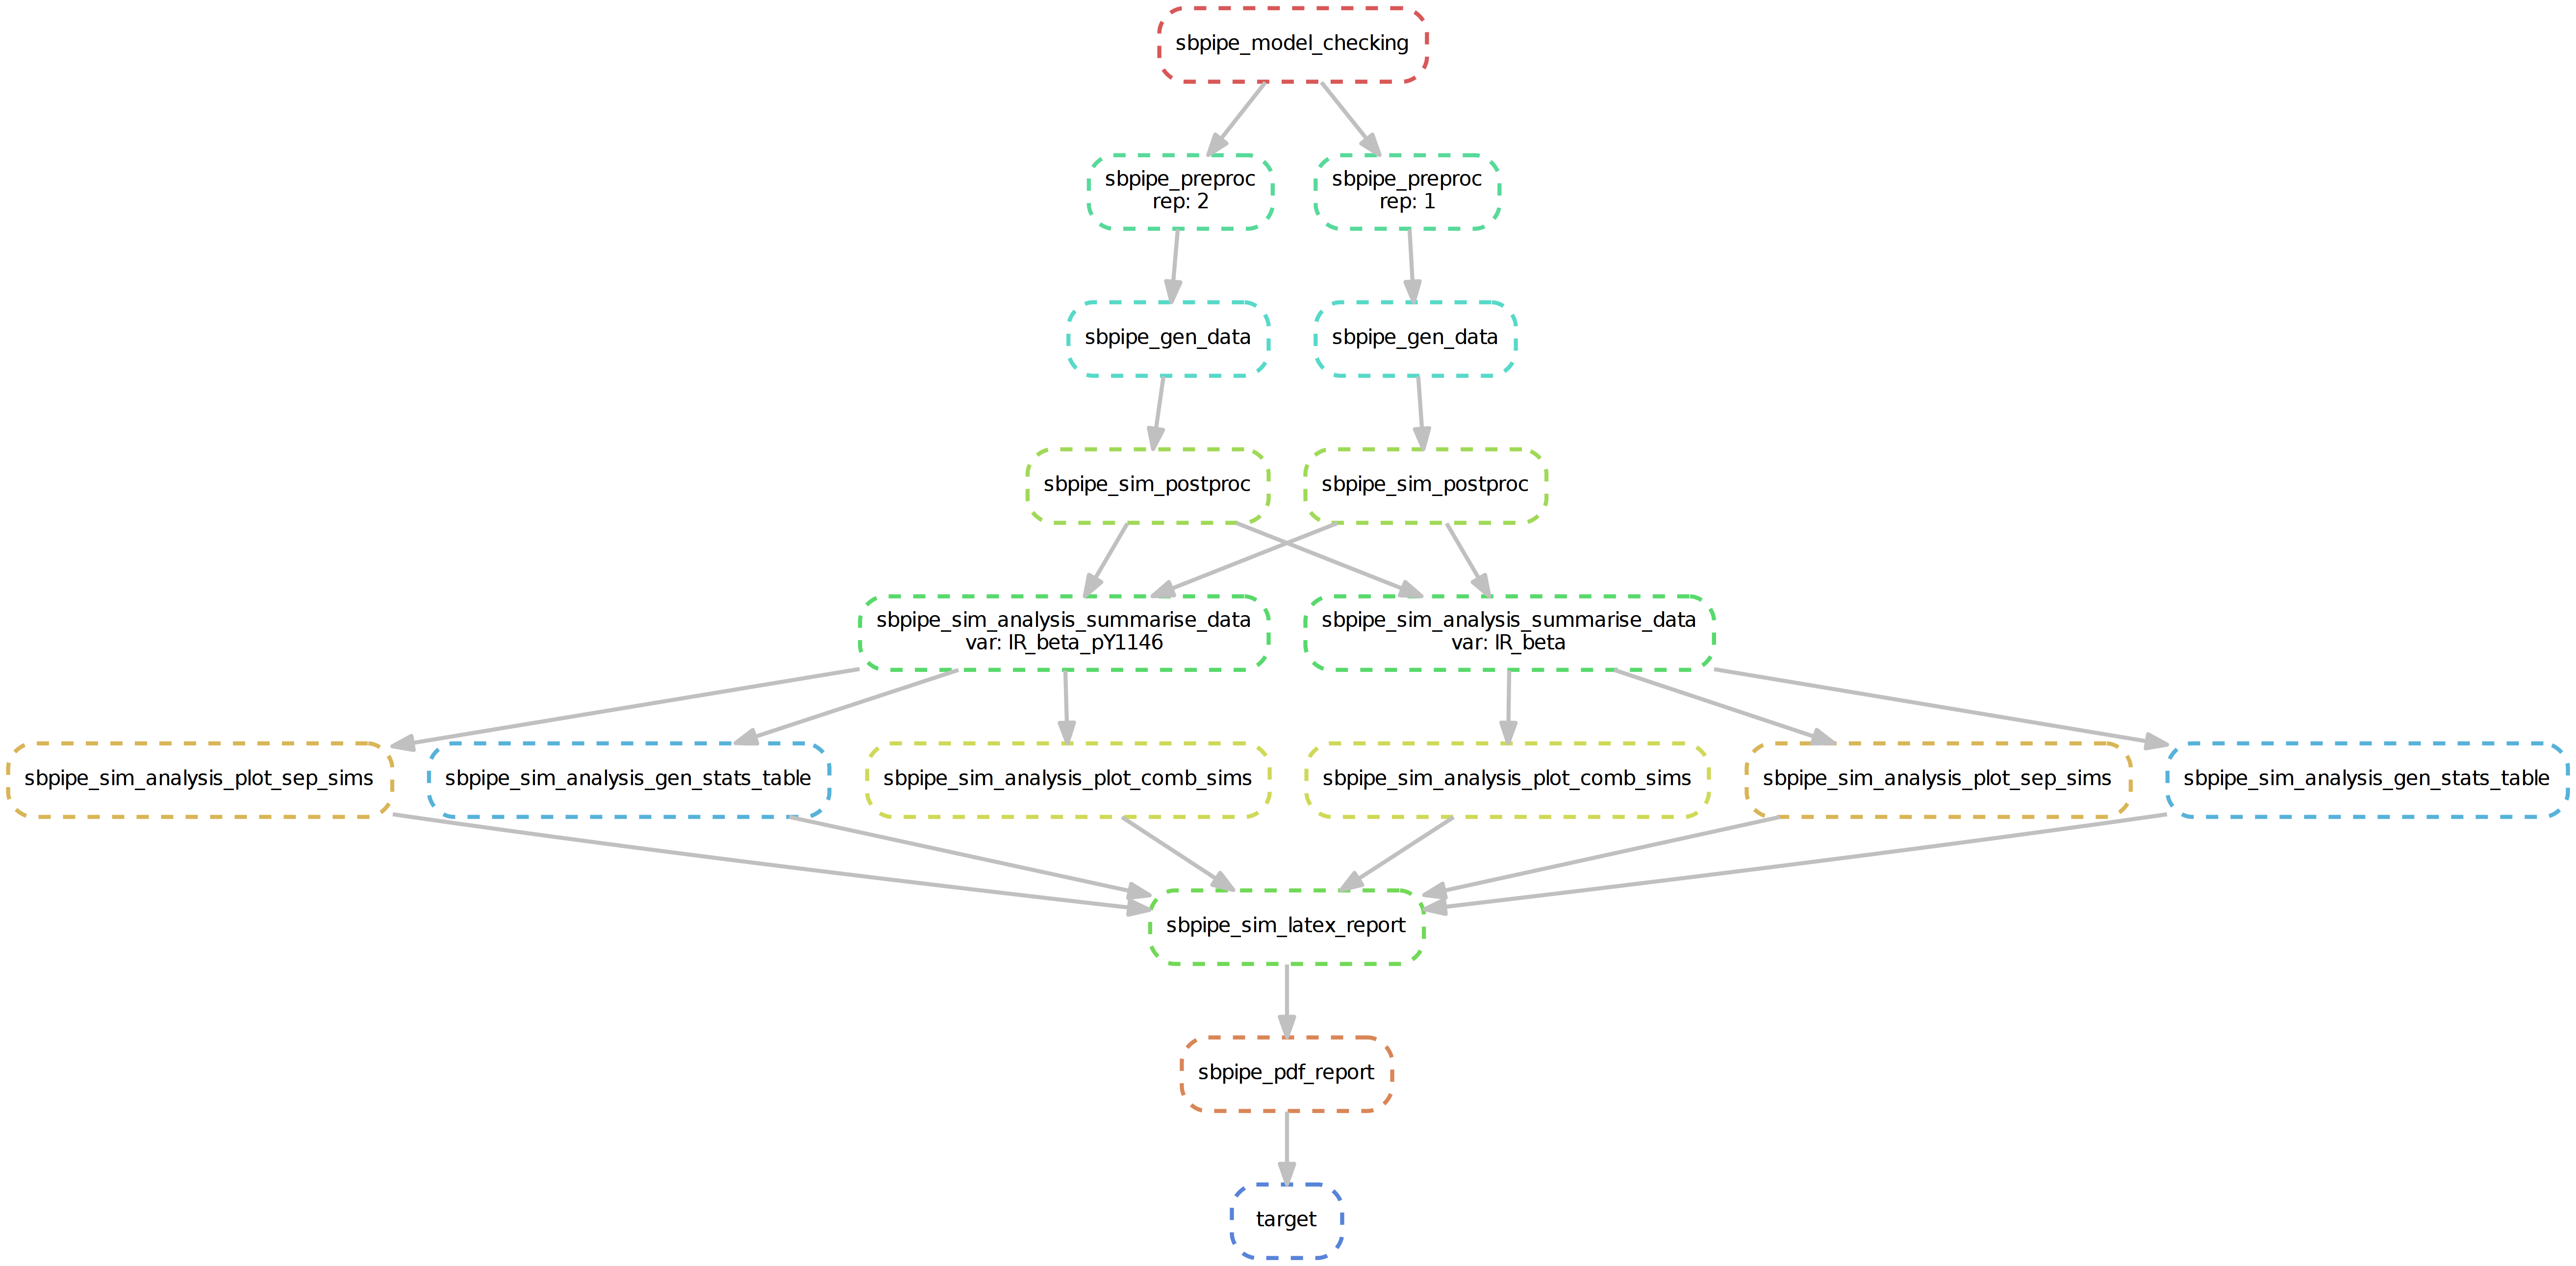 sbpipe_model_checking
sbpipe_preproc
rep: 2
sbpipe_preproc
rep: 1
sbpipe_gen_data
sbpipe_gen_data
sbpipe_sim_postproc
sbpipe_sim_postproc
sbpipe_sim_analysis_summarise_data
var: IR_beta_pY1146
sbpipe_sim_analysis_summarise_data
var: IR_beta
sbpipe_sim_analysis_plot_sep_sims
sbpipe_sim_analysis_gen_stats_table
sbpipe_sim_analysis_plot_comb_sims
sbpipe_sim_analysis_plot_comb_sims
sbpipe_sim_analysis_plot_sep_sims
sbpipe_sim_analysis_gen_stats_table
sbpipe_sim_latex_report
sbpipe_pdf_report
target